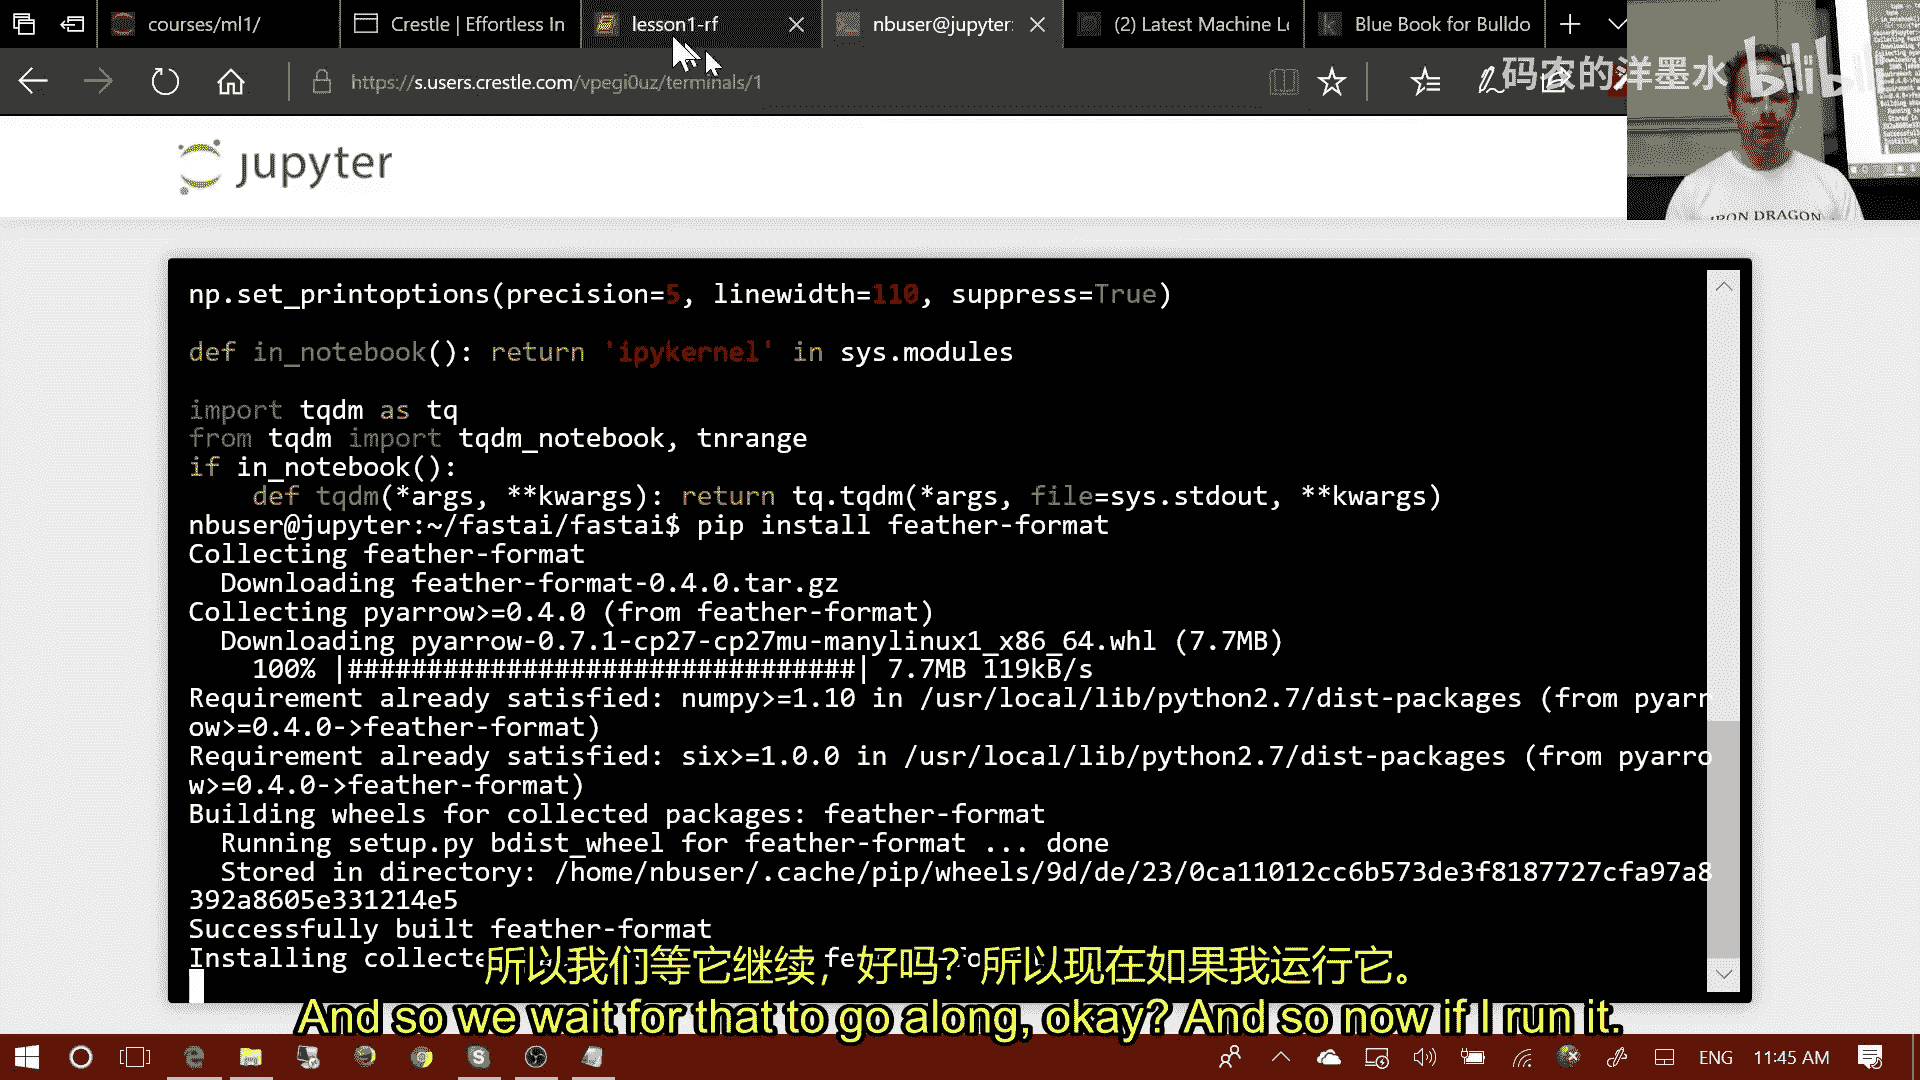 courses/ml1/
Crestle | Effortless In
lesson1-rf
nbuser@jupyter:
(2) Latest Machine Le
Blue Book for Bulldo
https://s.users.crestle.com/vpegi0uz/terminals/1
码农的洋墨水
bilibili
IRON DRAGON
jupyter
np.set_printoptions(precision=5, linewidth=110, suppress=True)
def in_notebook(): return 'ipykernel' in sys.modules
import tqdm as tq
from tqdm import tqdm_notebook, tnrange
if in_notebook():
    def tqdm(*args, **kwargs): return tq.tqdm(*args, file=sys.stdout, **kwargs)
nbuser@jupyter:~/fastai/fastai$ pip install feather-format
Collecting feather-format
  Downloading feather-format-0.4.0.tar.gz
Collecting pyarrow>=0.4.0 (from feather-format)
  Downloading pyarrow-0.7.1-cp27-cp27mu-manylinux1_x86_64.whl (7.7MB)
    100% |################################| 7.7MB 119kB/s
Requirement already satisfied: numpy>=1.10 in /usr/local/lib/python2.7/dist-packages (from pyarr
ow>=0.4.0->feather-format)
Requirement already satisfied: six>=1.0.0 in /usr/local/lib/python2.7/dist-packages (from pyarro
w>=0.4.0->feather-format)
Building wheels for collected packages: feather-format
  Running setup.py bdist_wheel for feather-format ... done
  Stored in directory: /home/nbuser/.cache/pip/wheels/9d/de/23/0ca11012cc6b573de3f8187727cfa97a8
392a8605e331214e5
Successfully built feather-format
Installing collecte
所以我们等它继续，好吗？所以现在如果我运行它。
And so we wait for that to go along, okay? And so now if I run it.
ENG
11:45 AM